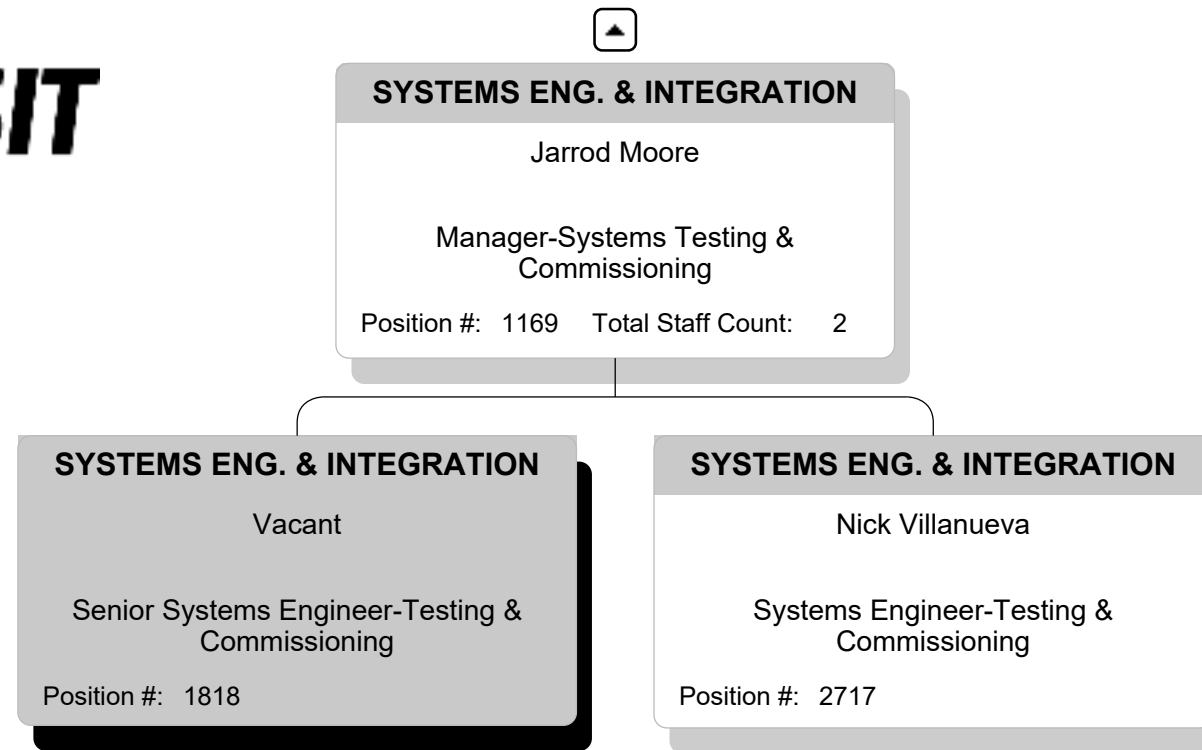 SYSTEMS ENG. & INTEGRATION
Jarrod Moore
Manager-Systems Testing &
Commissioning
Position #: 1169 Total Staff Count: 2
SYSTEMS ENG. & INTEGRATION
Vacant
Senior Systems Engineer-Testing &
Commissioning
Position #: 1818
SYSTEMS ENG. & INTEGRATION
Nick Villanueva
Systems Engineer-Testing &
Commissioning
Position #: 2717